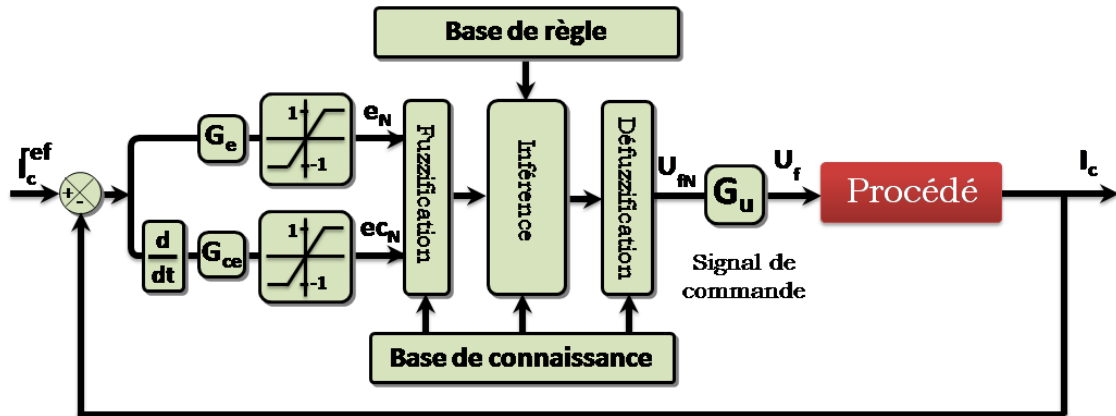 Base de règle
I_c^ref
+
-
G_e
1
-1
e_N
d
dt
G_ce
1
-1
ec_N
Fuzzification
Inférence
Défuzzification
U_fN
G_u
U_f
Procédé
I_c
Signal de
commande
Base de connaissance